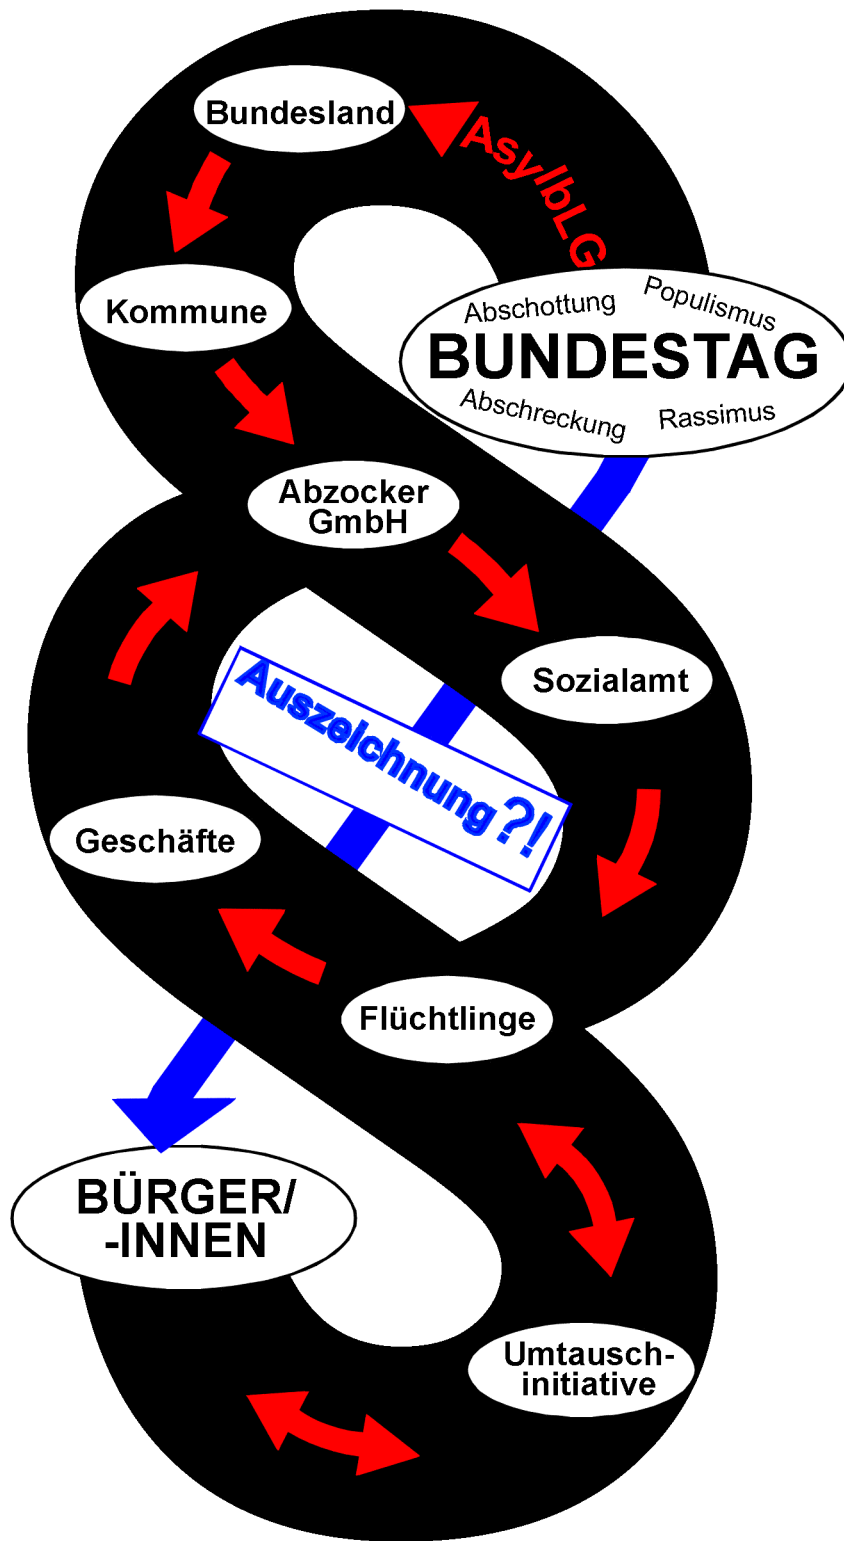 Bundesland
AsylbLG
Kommune
Abschottung
Populismus
BUNDESTAG
Abschreckung
Rassimus
Abzocker
GmbH
Sozialamt
Auszeichnung?!
Geschäfte
Flüchtlinge
BÜRGER/
-INNEN
Umtausch-
initiative